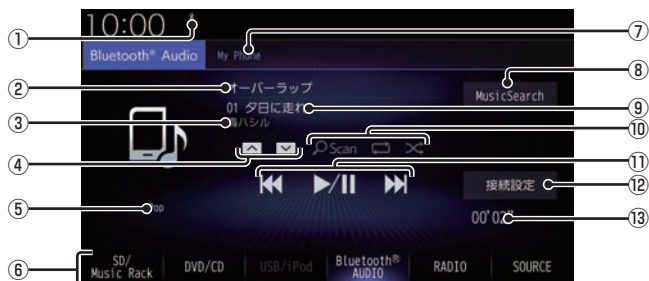 10:00
Bluetooth® Audio My Phone
① ⑦
② オーバーラップ ⑧
MusicSearch
01 夕日に走れ ⑨
③ ハシル
④ Scan ⑩
⑪
接続設定 ⑫
⑤
00'02" ⑬
⑥ SD/
Music Rack DVD/CD USB/iPod Bluetooth®
AUDIO RADIO SOURCE